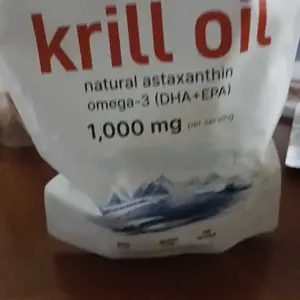 krill oil
natural astaxanthin
omega-3 (DHA+EPA)
1,000 mg per serving